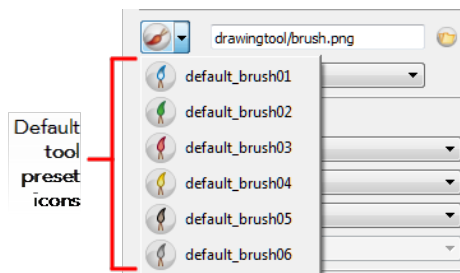 drawingtool/brush.png
default_brush01
default_brush02
default_brush03
default_brush04
default_brush05
default_brush06
Default
tool
preset
icons